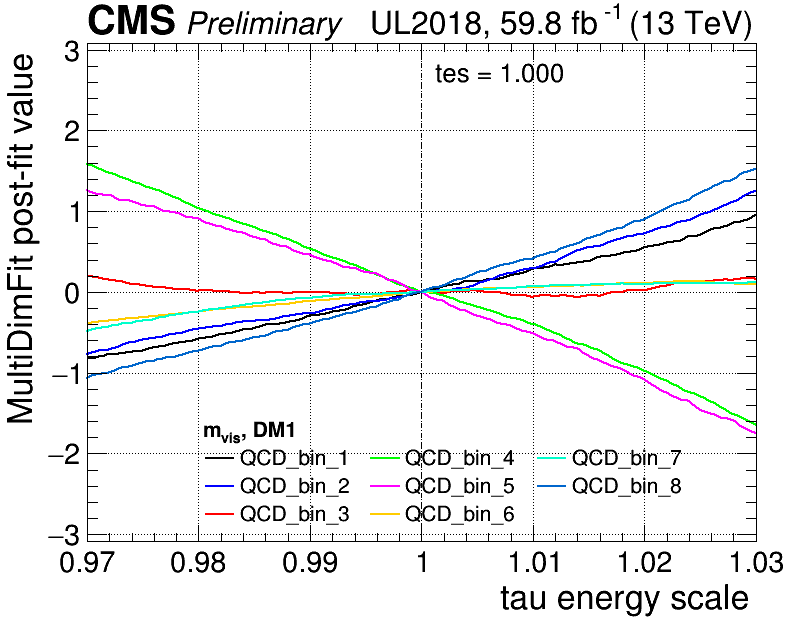 CMS Preliminary UL2018, 59.8 fb⁻¹ (13 TeV)
MultiDimFit post-fit value
3
2
1
0
−1
−2
−3
tes = 1.000
m_vis, DM1
QCD_bin_1 QCD_bin_4 QCD_bin_7
QCD_bin_2 QCD_bin_5 QCD_bin_8
QCD_bin_3 QCD_bin_6
0.97 0.98 0.99 1 1.01 1.02 1.03
tau energy scale